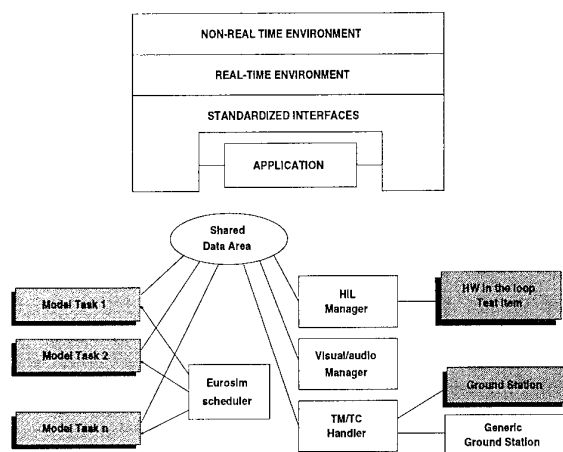 NON-REAL TIME ENVIRONMENT
REAL-TIME ENVIRONMENT
STANDARDIZED INTERFACES
APPLICATION
Shared
Data Area
Model Task 1
Model Task 2
Model Task n
Eurosim
scheduler
HIL
Manager
HW in the loop
Test Item
Visual/audio
Manager
TM/TC
Handler
Ground Station
Generic
Ground Station